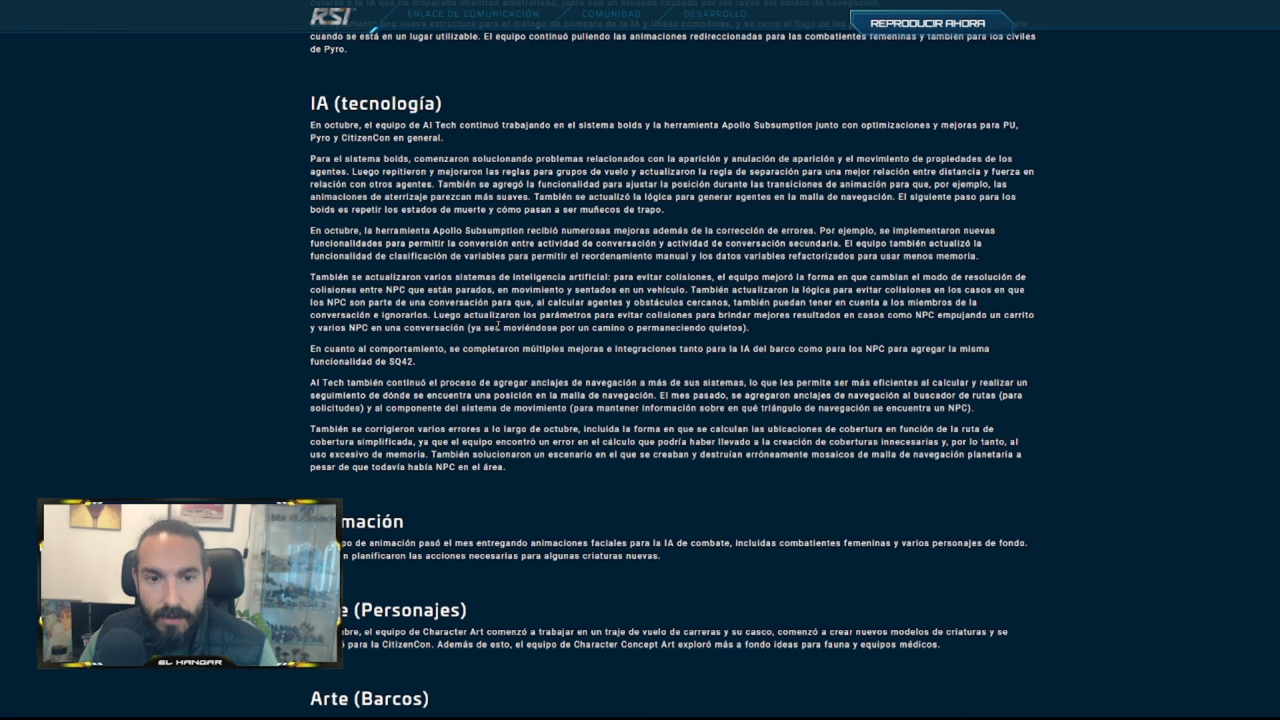 RSI
ENLACE DE COMUNICACIÓN
COMUNIDAD
DESARROLLO
REPRODUCIR AHORA
cuando se está en un lugar utilizable. El equipo continuó puliendo las animaciones redireccionadas para las combatientes femeninas y también para los civiles
de Pyro.
IA (tecnología)
En octubre, el equipo de AI Tech continuó trabajando en el sistema boids y la herramienta Apollo Subsumption junto con optimizaciones y mejoras para PU,
Pyro y CitizenCon en general.
Para el sistema boids, comenzaron solucionando problemas relacionados con la aparición y anulación de aparición y el movimiento de propiedades de los
agentes. Luego repitieron y mejoraron las reglas para grupos de vuelo y actualizaron la regla de separación para una mejor relación entre distancia y fuerza en
relación con otros agentes. También se agregó la funcionalidad para ajustar la posición durante las transiciones de animación para que, por ejemplo, las
animaciones de aterrizaje parezcan más suaves. También se actualizó la lógica para generar agentes en la malla de navegación. El siguiente paso para los
boids es repetir los estados de muerte y cómo pasan a ser muñecos de trapo.
En octubre, la herramienta Apollo Subsumption recibió numerosas mejoras además de la corrección de errores. Por ejemplo, se implementaron nuevas
funcionalidades para permitir la conversión entre actividad de conversación y actividad de conversación secundaria. El equipo también actualizó la
funcionalidad de clasificación de variables para permitir el reordenamiento manual y los datos variables refactorizados para usar menos memoria.
También se actualizaron varios sistemas de inteligencia artificial: para evitar colisiones, el equipo mejoró la forma en que cambian el modo de resolución de
colisiones entre NPC que están parados, en movimiento y sentados en un vehículo. También actualizaron la lógica para evitar colisiones en los casos en que
los NPC son parte de una conversación para que, al calcular agentes y obstáculos cercanos, también puedan tener en cuenta a los miembros de la
conversación e ignorarlos. Luego actualizaron los parámetros para evitar colisiones para brindar mejores resultados en casos como NPC empujando un carrito
y varios NPC en una conversación (ya sea moviéndose por un camino o permaneciendo quietos).
En cuanto al comportamiento, se completaron múltiples mejoras e integraciones tanto para la IA del barco como para los NPC para agregar la misma
funcionalidad de SQ42.
AI Tech también continuó el proceso de agregar anclajes de navegación a más de sus sistemas, lo que les permite ser más eficientes al calcular y realizar un
seguimiento de dónde se encuentra una posición en la malla de navegación. El mes pasado, se agregaron anclajes de navegación al buscador de rutas (para
solicitudes) y al componente del sistema de movimiento (para mantener información sobre en qué triángulo de navegación se encuentra un NPC).
También se corrigieron varios errores a lo largo de octubre, incluida la forma en que se calculan las ubicaciones de cobertura en función de la ruta de
cobertura simplificada, ya que el equipo encontró un error en el cálculo que podría haber llevado a la creación de coberturas innecesarias y, por lo tanto, al
uso excesivo de memoria. También solucionaron un escenario en el que se creaban y destruían erróneamente mosaicos de malla de navegación planetaria a
pesar de que todavía había NPC en el área.
mación
po de animación pasó el mes entregando animaciones faciales para la IA de combate, incluidas combatientes femeninas y varios personajes de fondo.
n planificaron las acciones necesarias para algunas criaturas nuevas.
e (Personajes)
bre, el equipo de Character Art comenzó a trabajar en un traje de vuelo de carreras y su casco, comenzó a crear nuevos modelos de criaturas y se
ó para la CitizenCon. Además de esto, el equipo de Character Concept Art exploró más a fondo ideas para fauna y equipos médicos.
EL HANGAR
Arte (Barcos)